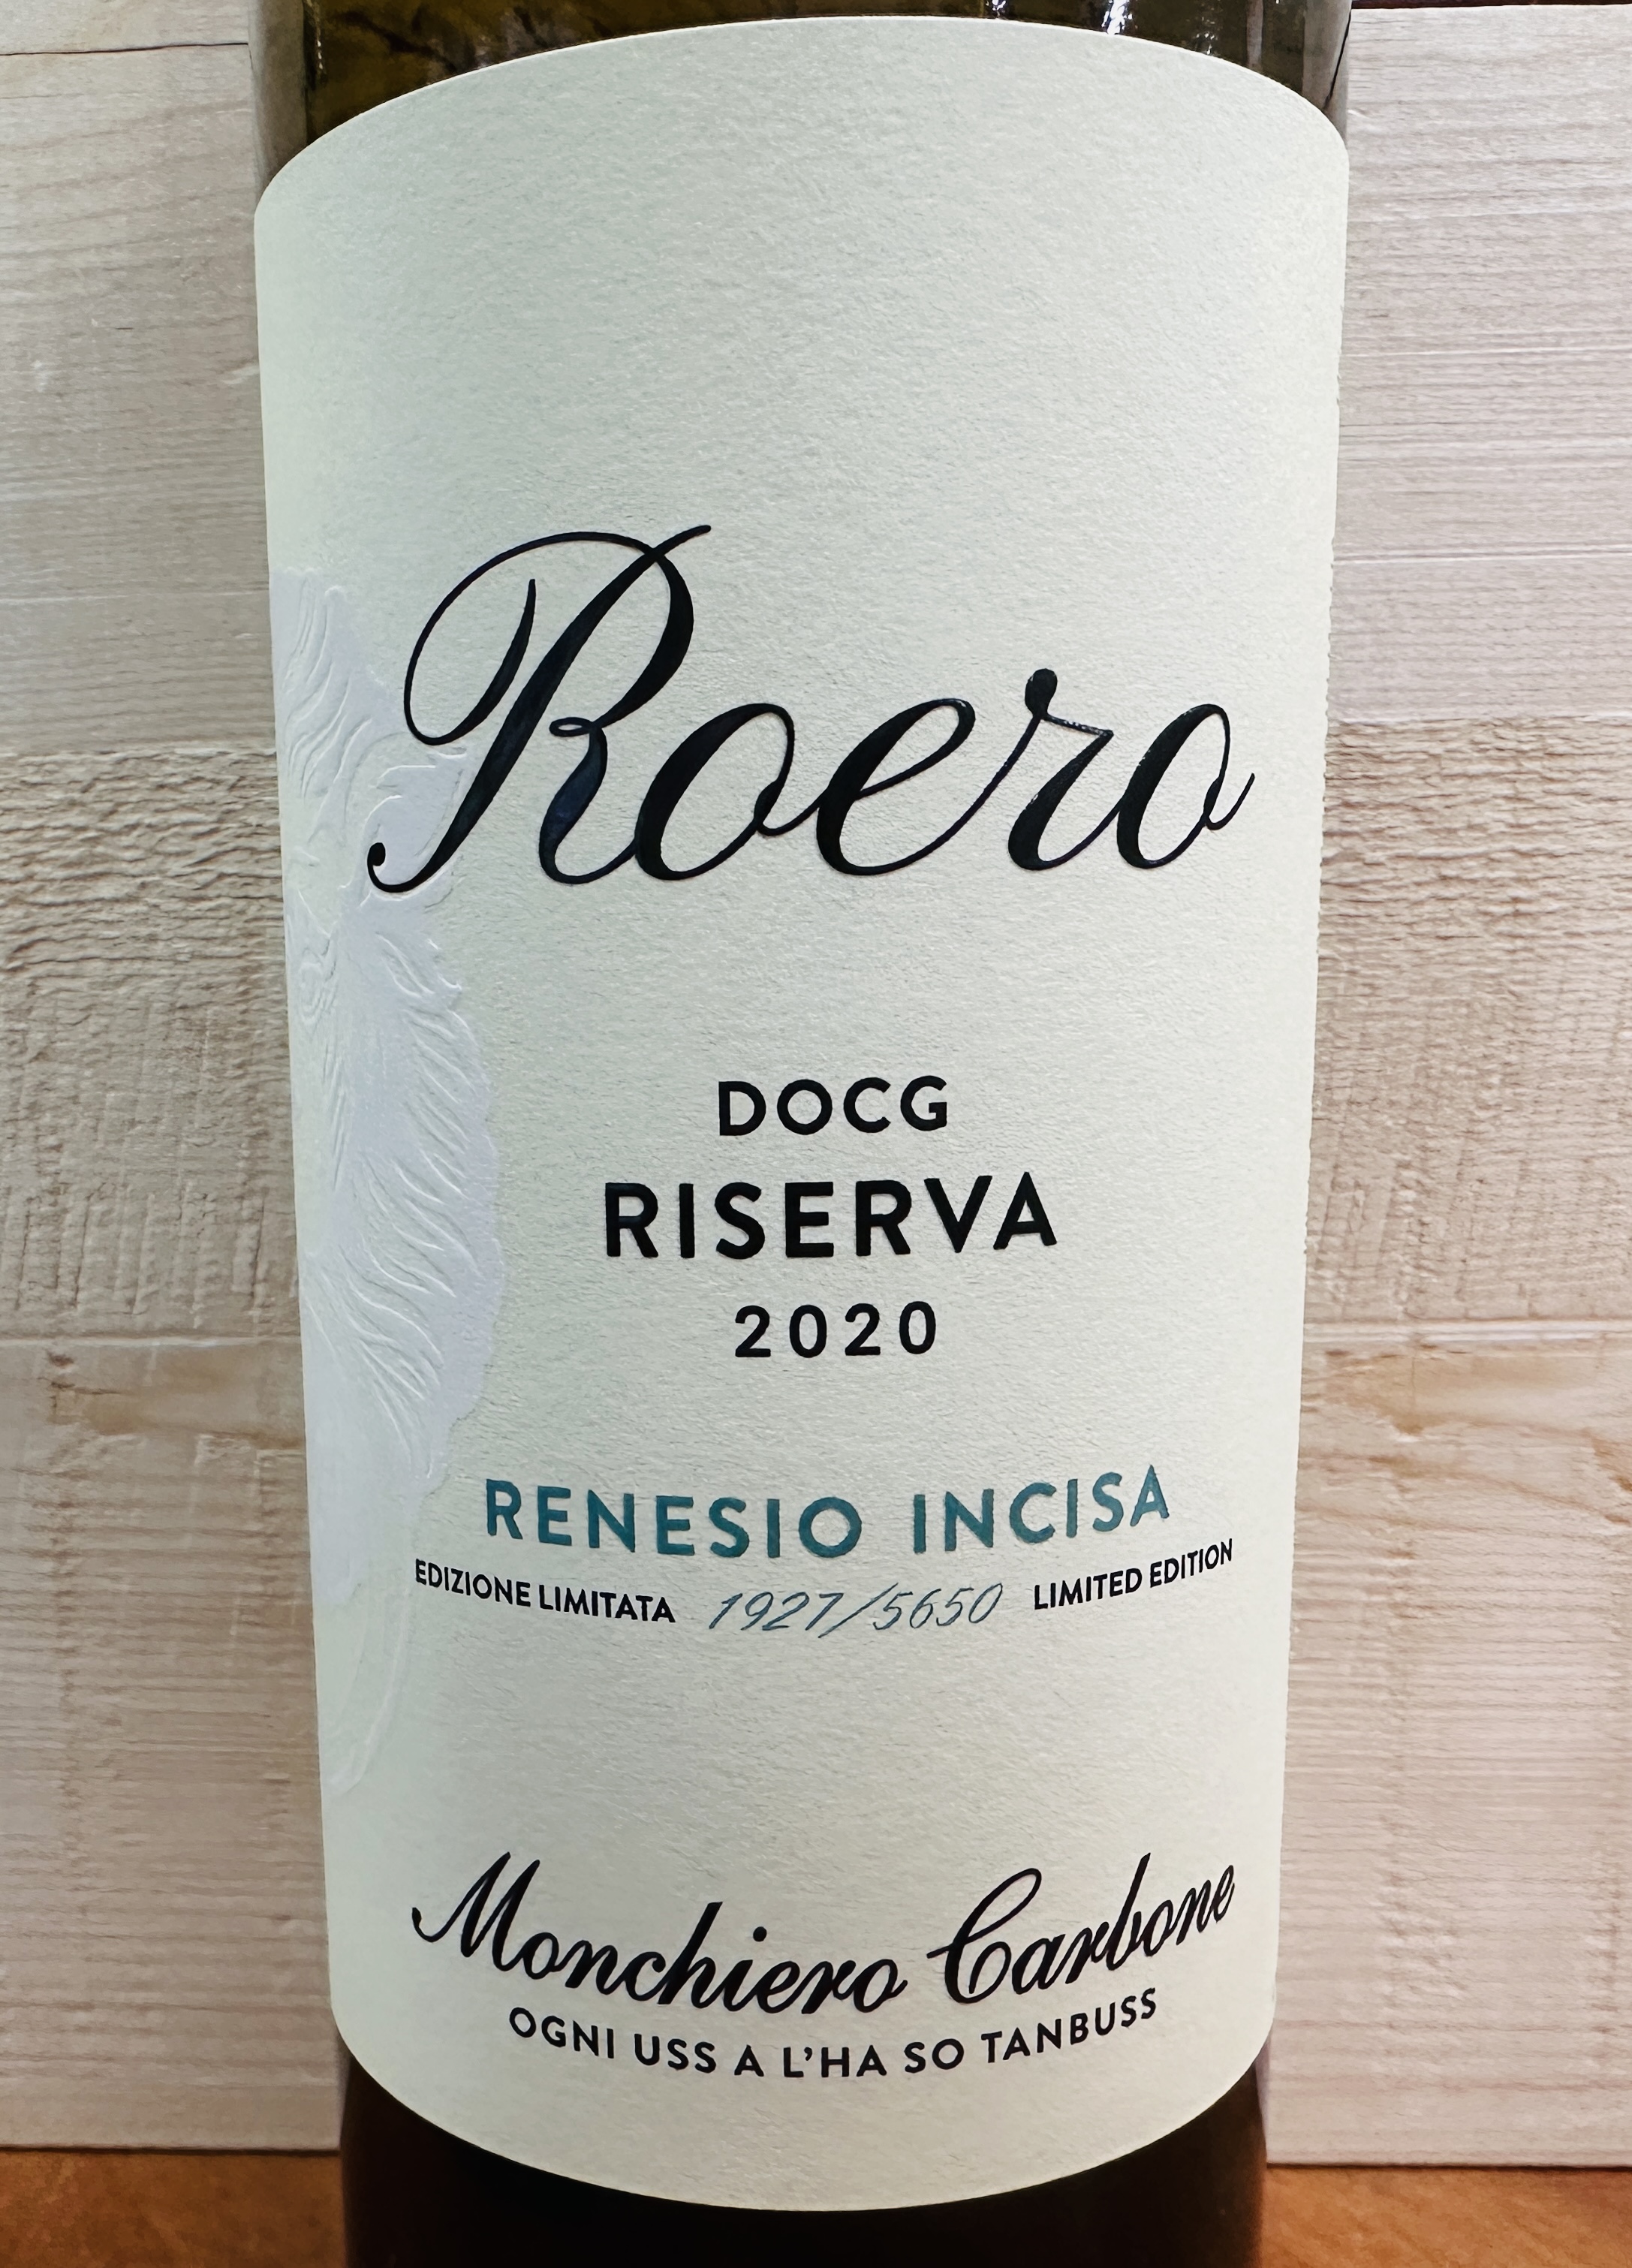 Roero
DOCG
RISERVA
2020
RENESIO INCISA
EDIZIONE LIMITATA 1927/5650 LIMITED EDITION
Monchiero Carbone
OGNI USS A L'HA SO TANBUSS